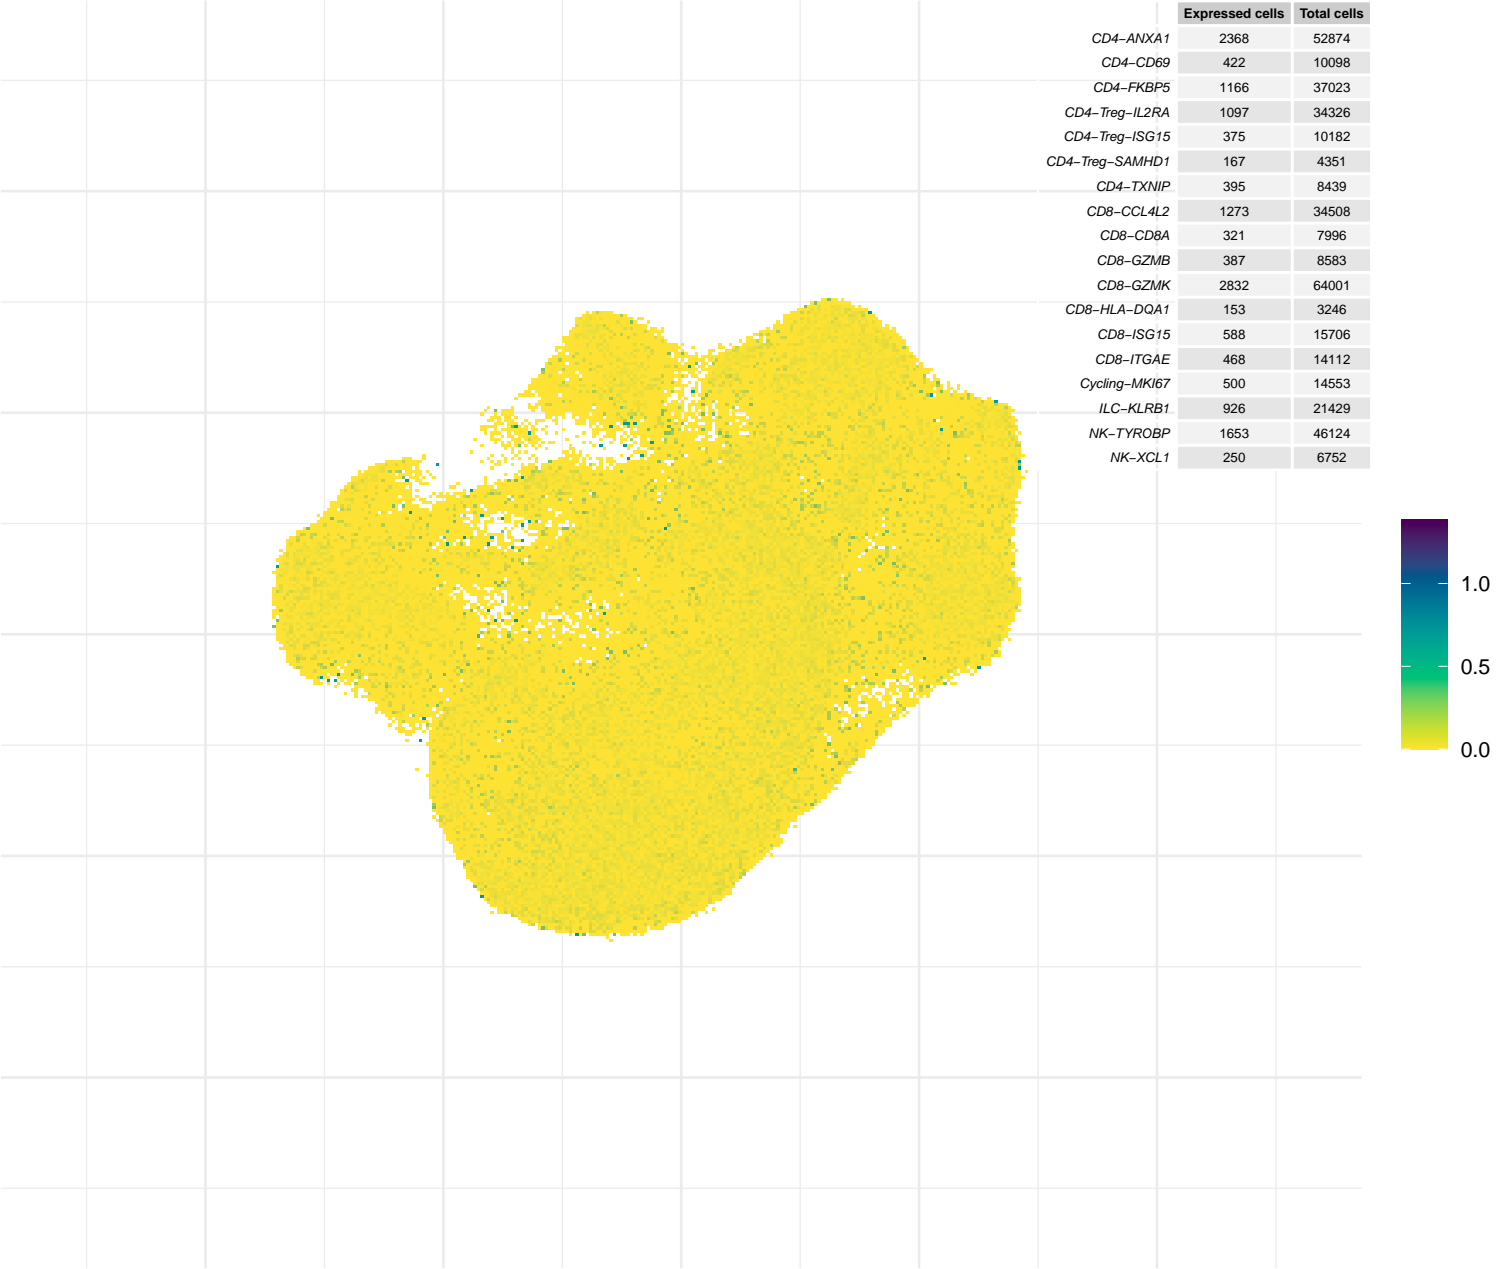 Expressed cells Total cells
CD4−ANXA1 2368 52874
CD4−CD69 422 10098
CD4−FKBP5 1166 37023
CD4−Treg−IL2RA 1097 34326
CD4−Treg−ISG15 375 10182
CD4−Treg−SAMHD1 167 4351
CD4−TXNIP 395 8439
CD8−CCL4L2 1273 34508
CD8−CD8A 321 7996
CD8−GZMB 387 8583
CD8−GZMK 2832 64001
CD8−HLA−DQA1 153 3246
CD8−ISG15 588 15706
CD8−ITGAE 468 14112
Cycling−MKI67 500 14553
ILC−KLRB1 926 21429
NK−TYROBP 1653 46124
NK−XCL1 250 6752
1.0
0.5
0.0